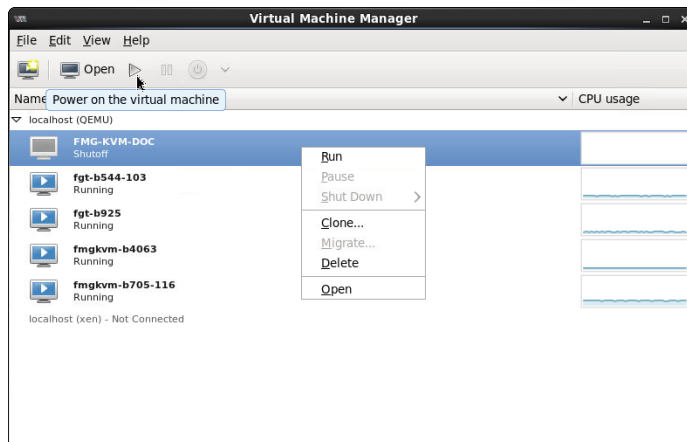 Virtual Machine Manager
File Edit View Help
Open
Name
CPU usage
Power on the virtual machine
localhost (QEMU)
FMG-KVM-DOC
Shutoff
Run
Pause
Shut Down
Clone...
Migrate...
Delete
Open
fgt-b544-103
Running
fgt-b925
Running
fmgkvm-b4063
Running
fmgkvm-b705-116
Running
localhost (xen) - Not Connected